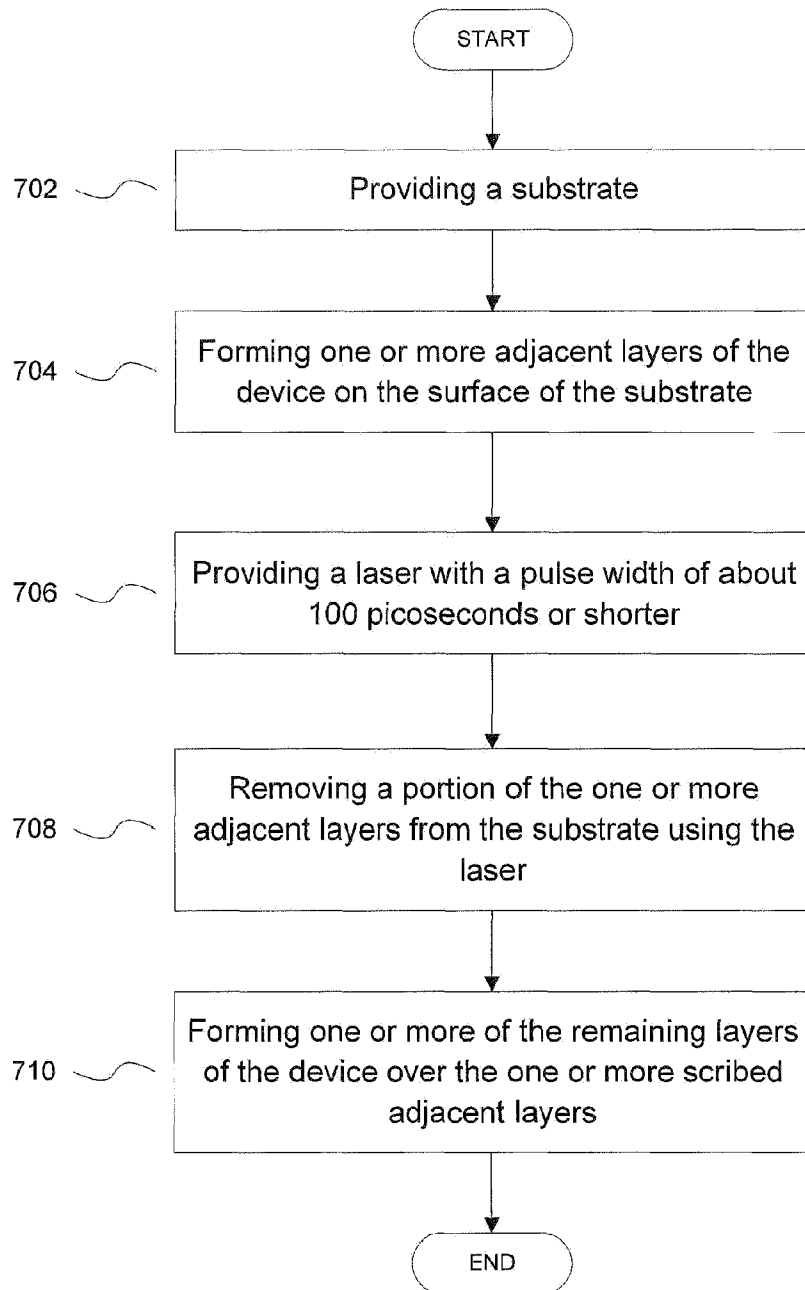 START
702
Providing a substrate
704
Forming one or more adjacent layers of the
device on the surface of the substrate
706
Providing a laser with a pulse width of about
100 picoseconds or shorter
708
Removing a portion of the one or more
adjacent layers from the substrate using the
laser
710
Forming one or more of the remaining layers
of the device over the one or more scribed
adjacent layers
END